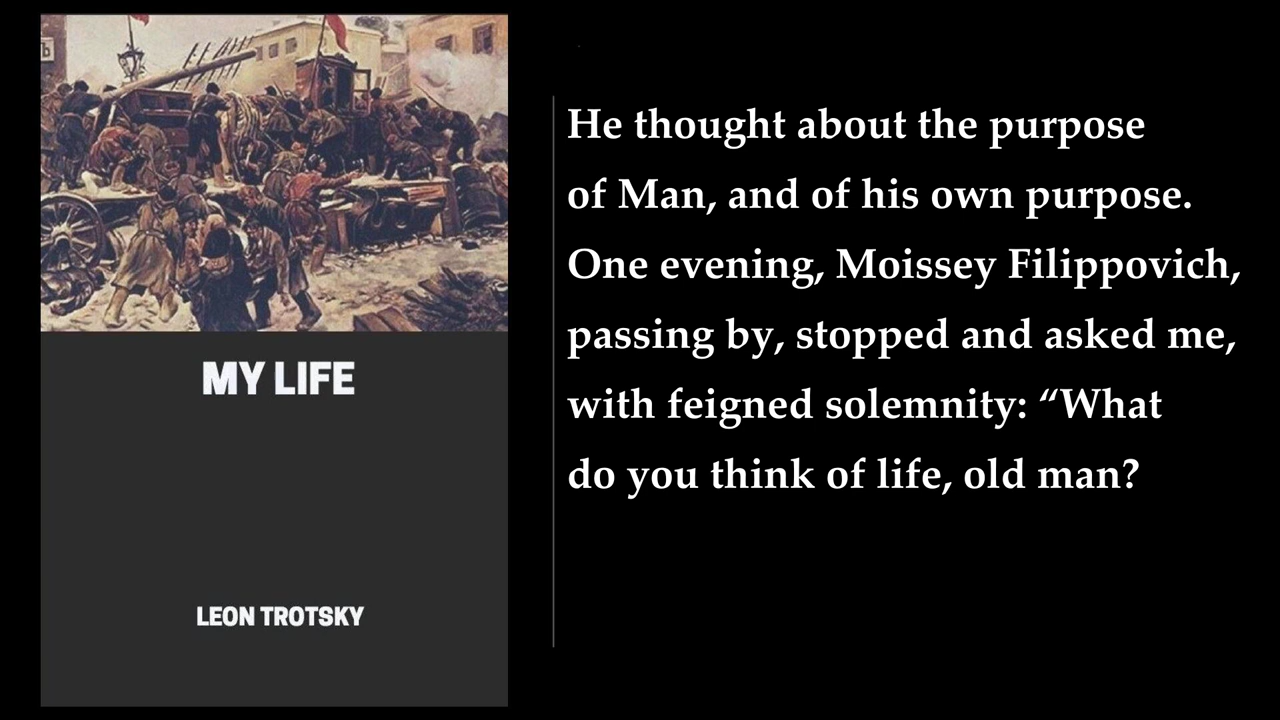 MY LIFE
LEON TROTSKY
He thought about the purpose
of Man, and of his own purpose.
One evening, Moissey Filippovich,
passing by, stopped and asked me,
with feigned solemnity: “What
do you think of life, old man?